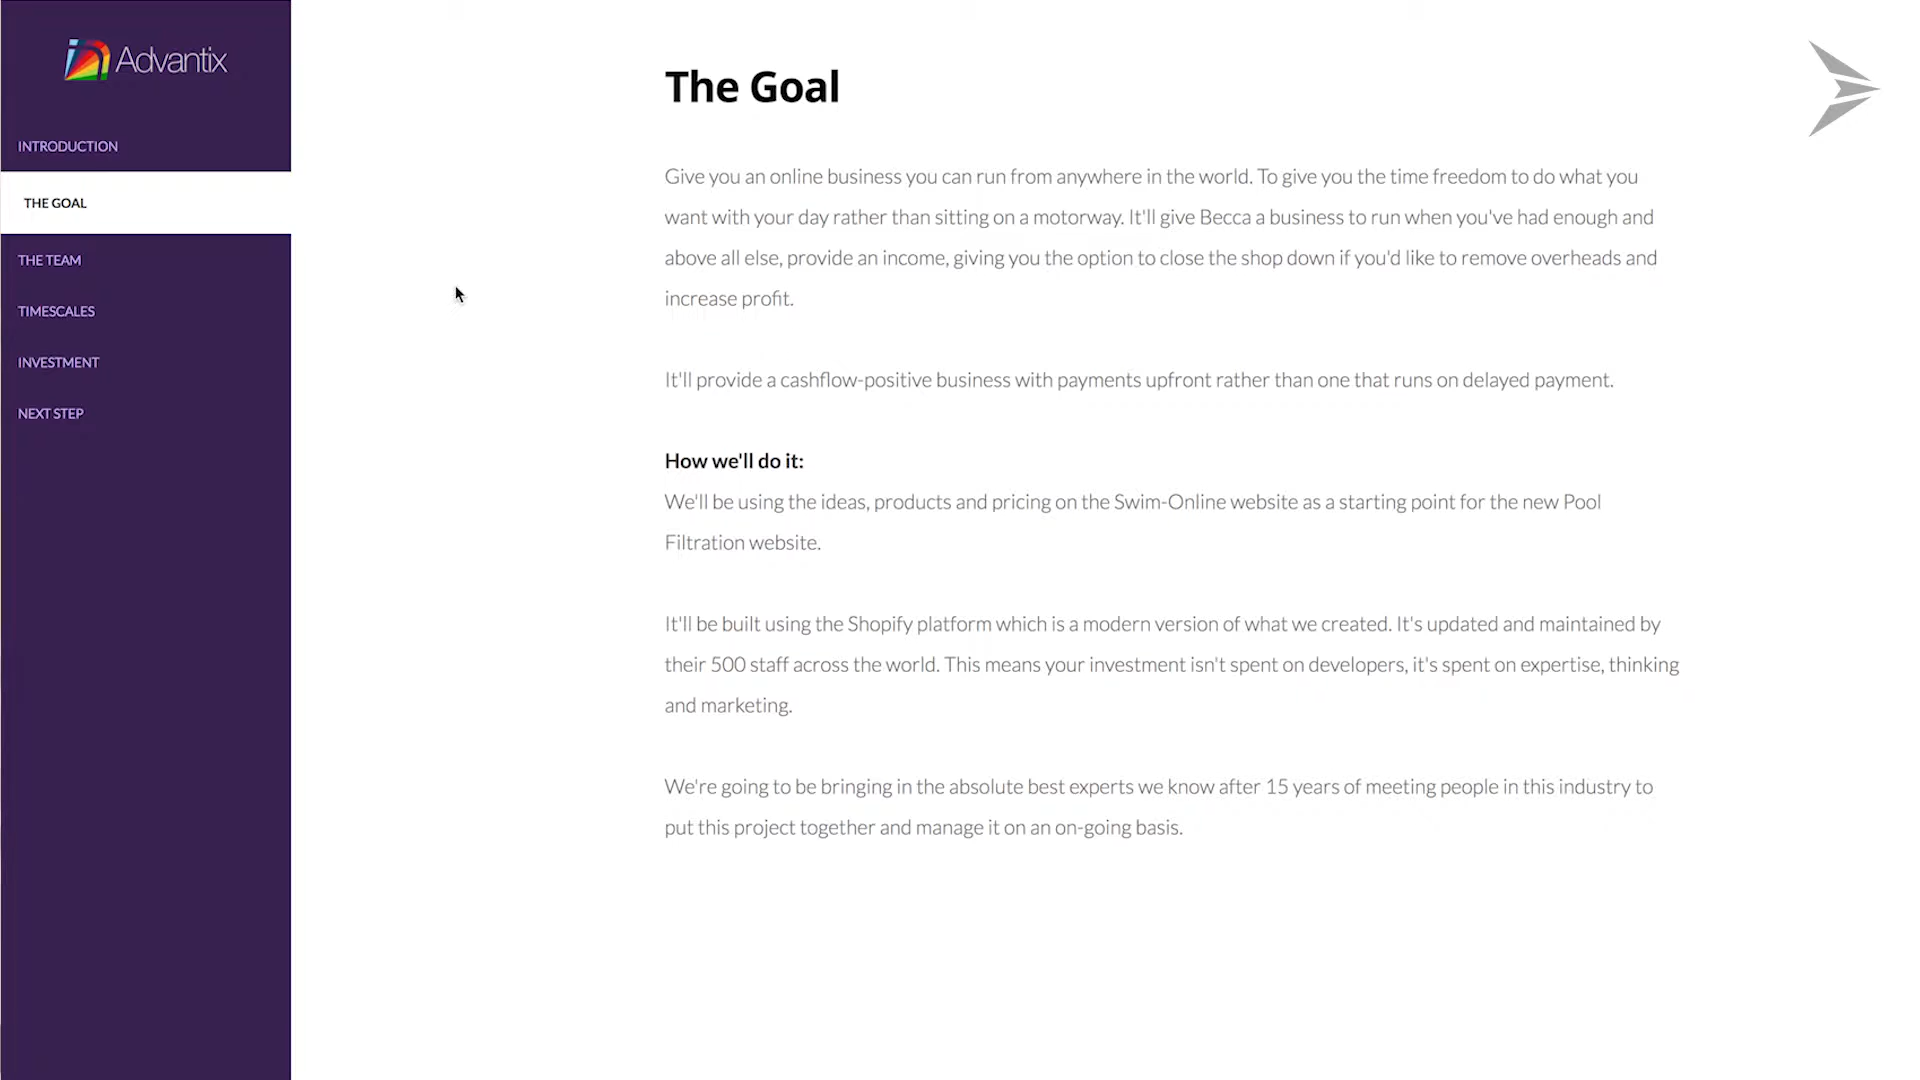 Advantix
INTRODUCTION
THE GOAL
THE TEAM
TIMESCALES
INVESTMENT
NEXT STEP
The Goal
Give you an online business you can run from anywhere in the world. To give you the time freedom to do what you
want with your day rather than sitting on a motorway. It'll give Becca a business to run when you've had enough and
above all else, provide an income, giving you the option to close the shop down if you'd like to remove overheads and
increase profit.
It'll provide a cashflow-positive business with payments upfront rather than one that runs on delayed payment.
How we'll do it:
We'll be using the ideas, products and pricing on the Swim-Online website as a starting point for the new Pool
Filtration website.
It'll be built using the Shopify platform which is a modern version of what we created. It's updated and maintained by
their 500 staff across the world. This means your investment isn't spent on developers, it's spent on expertise, thinking
and marketing.
We're going to be bringing in the absolute best experts we know after 15 years of meeting people in this industry to
put this project together and manage it on an on-going basis.